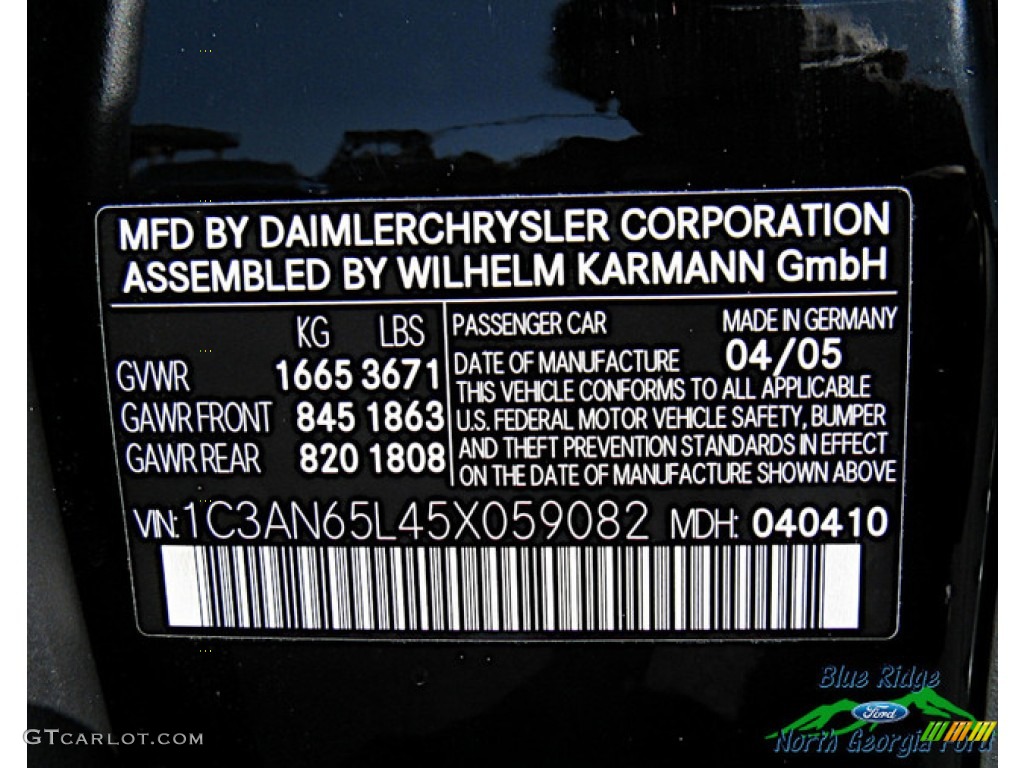 MFD BY DAIMLERCHRYSLER CORPORATION
ASSEMBLED BY WILHELM KARMANN GmbH
KG LBS
GVWR 1665 3671
GAWR FRONT 845 1863
GAWR REAR 820 1808
PASSENGER CAR MADE IN GERMANY
DATE OF MANUFACTURE 04/05
THIS VEHICLE CONFORMS TO ALL APPLICABLE
U.S. FEDERAL MOTOR VEHICLE SAFETY, BUMPER
AND THEFT PREVENTION STANDARDS IN EFFECT
ON THE DATE OF MANUFACTURE SHOWN ABOVE
VIN: 1C3AN65L45X059082 MDH: 040410
Blue Ridge
Ford
North Georgia Ford
GTcarlot.com